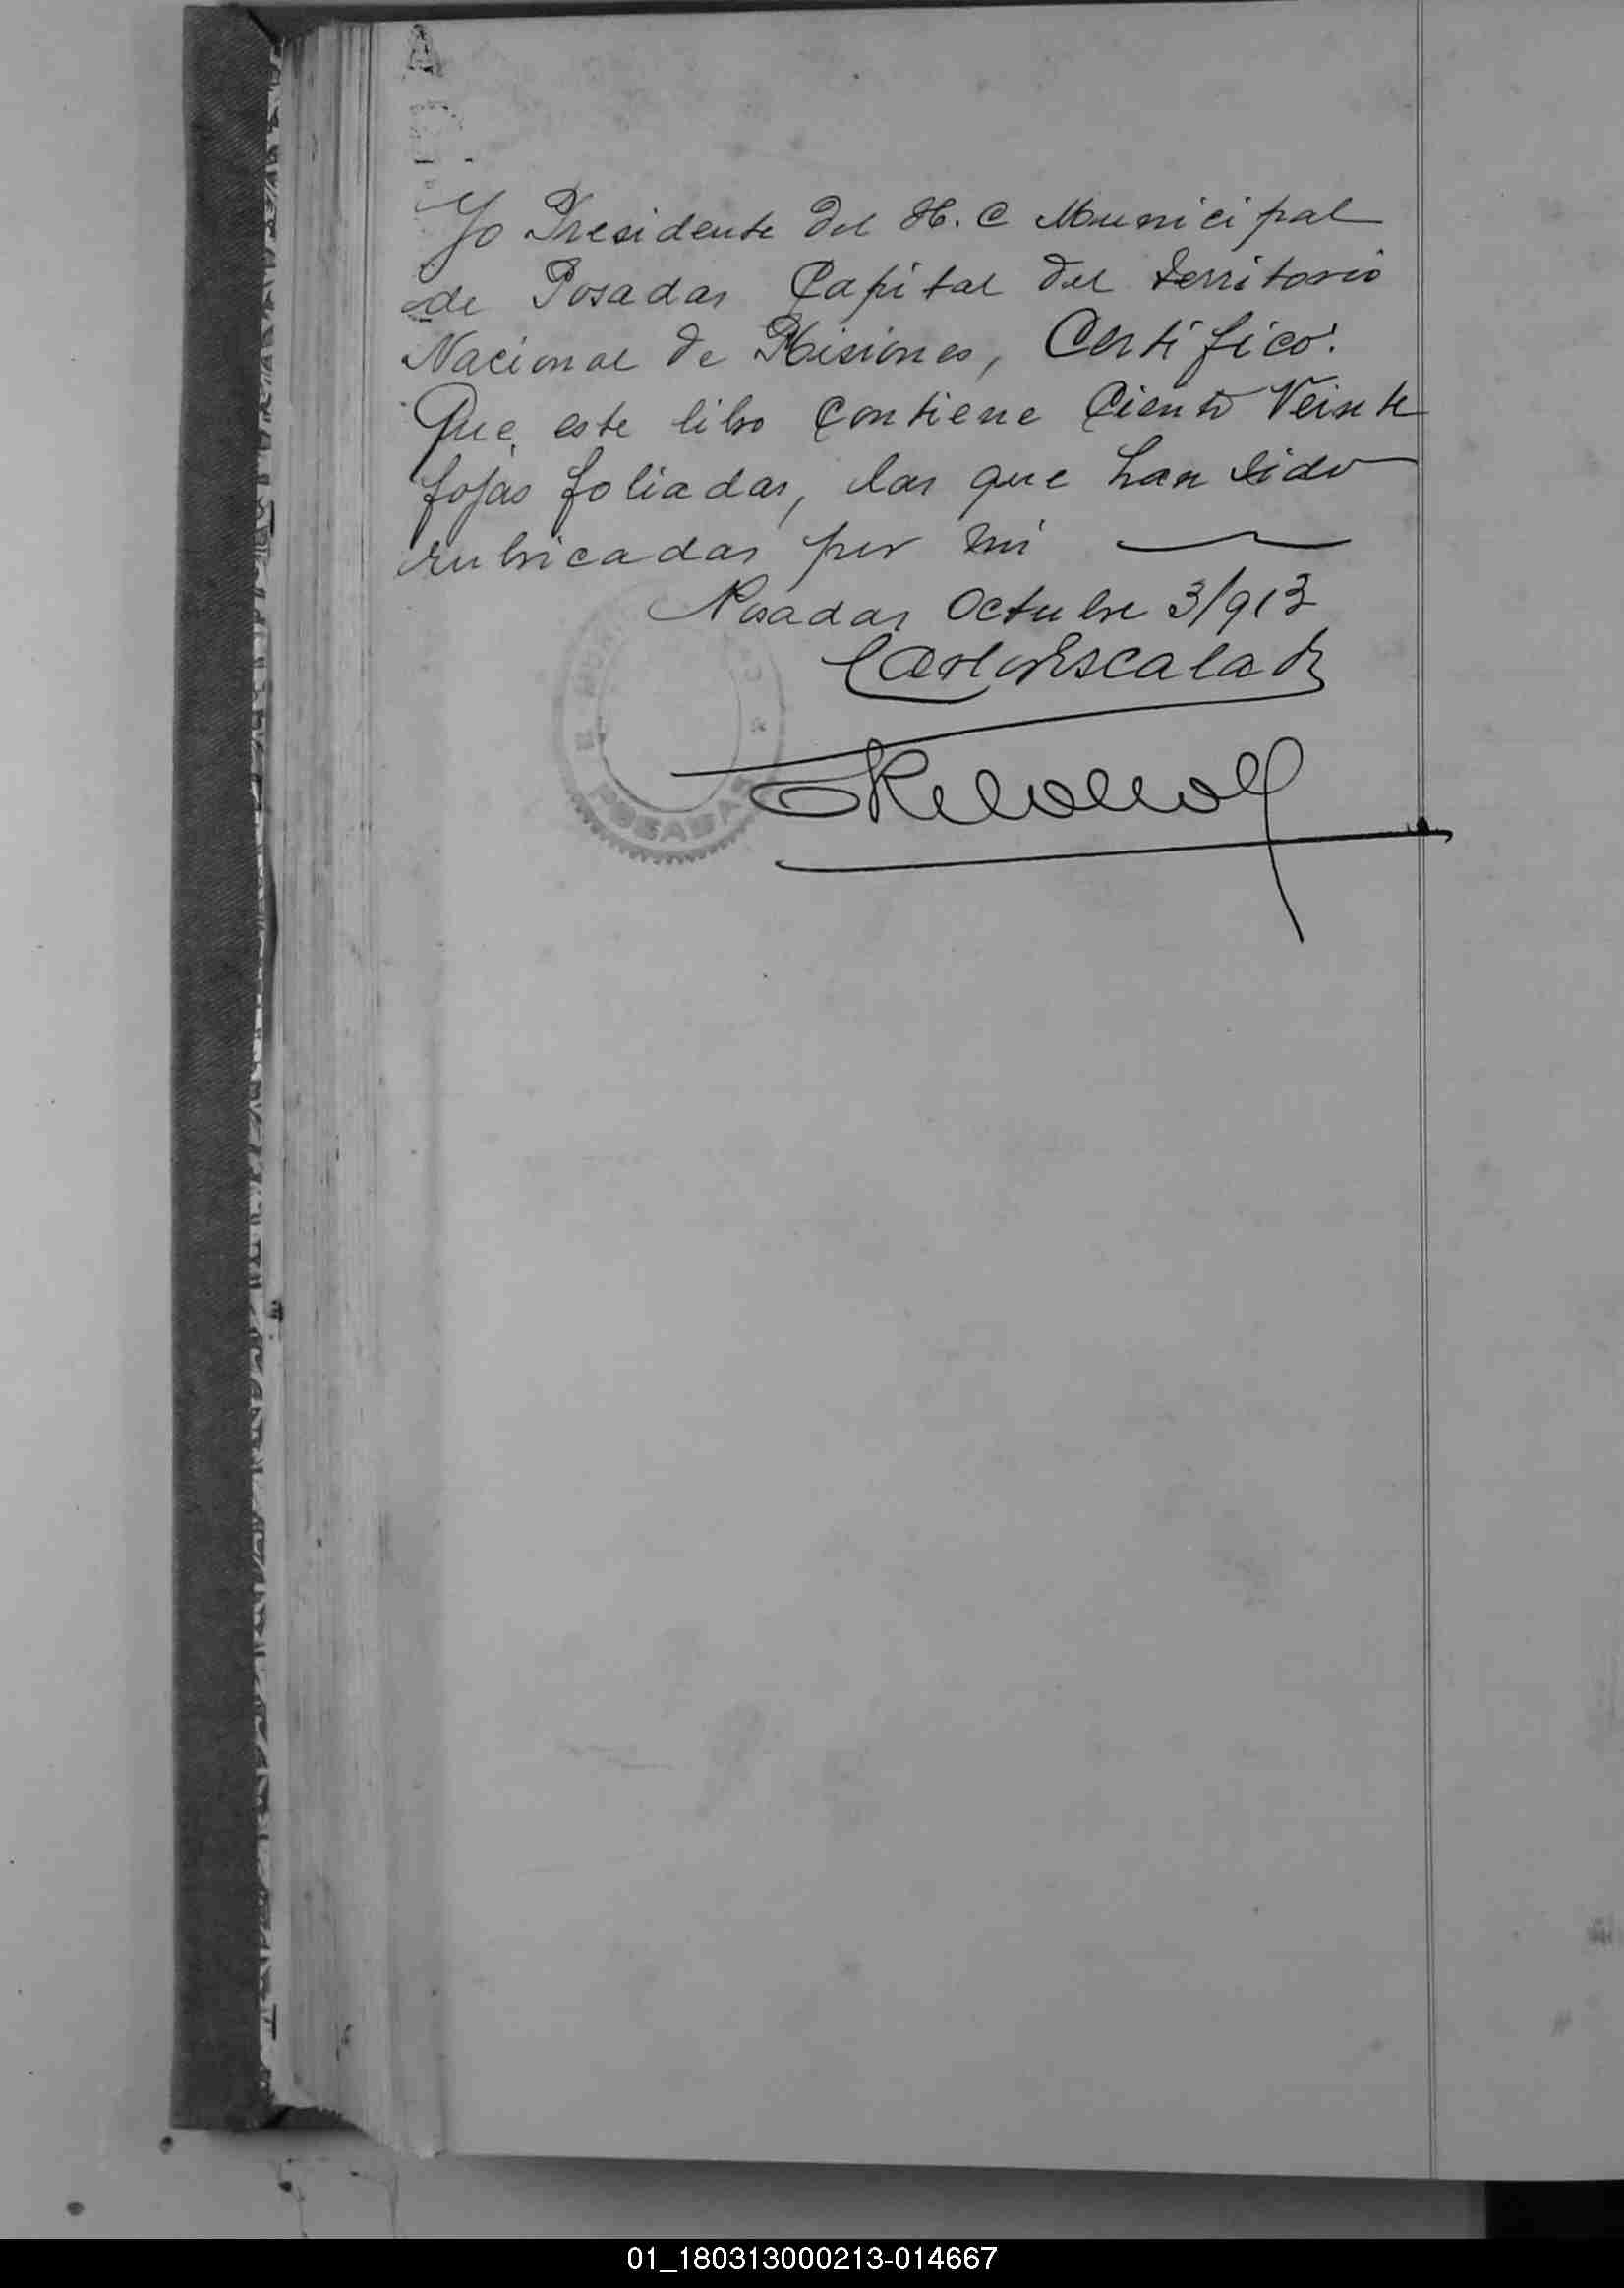 Yo Presidente del H. C Municipal
de Posadas Capital del territorio
Nacional de Misiones, Certifico:
Que este libro contiene Ciento Veinte
fojas foliadas, las que han sido
rubricadas por mi
Posadas Octubre 3/913
Carlos Escalada
POSADAS
01_180313000213-014667